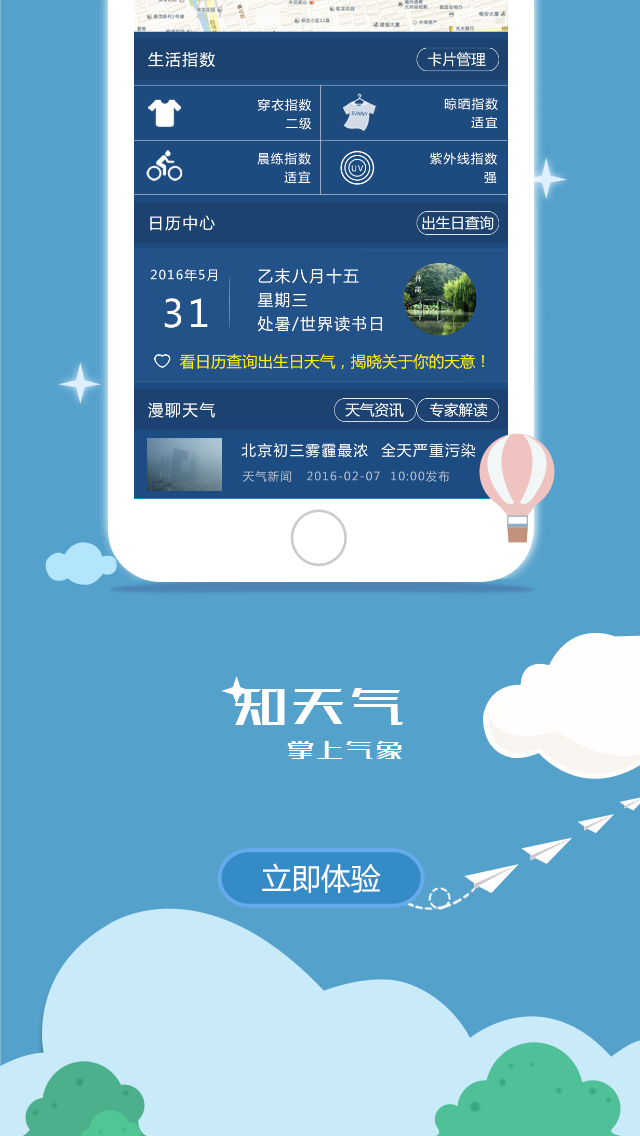 生活指数
卡片管理
穿衣指数
二级
晾晒指数
适宜
SUNNY
晨练指数
适宜
UV
紫外线指数
强
日历中心
出生日查询
2016年5月
31
乙末八月十五
星期三
处暑/世界读书日
看日历查询出生日天气，揭晓关于你的天意！
漫聊天气
天气资讯
专家解读
北京初三雾霾最浓 全天严重污染
天气新闻 2016-02-07 10:00发布
知天气
掌上气象
立即体验